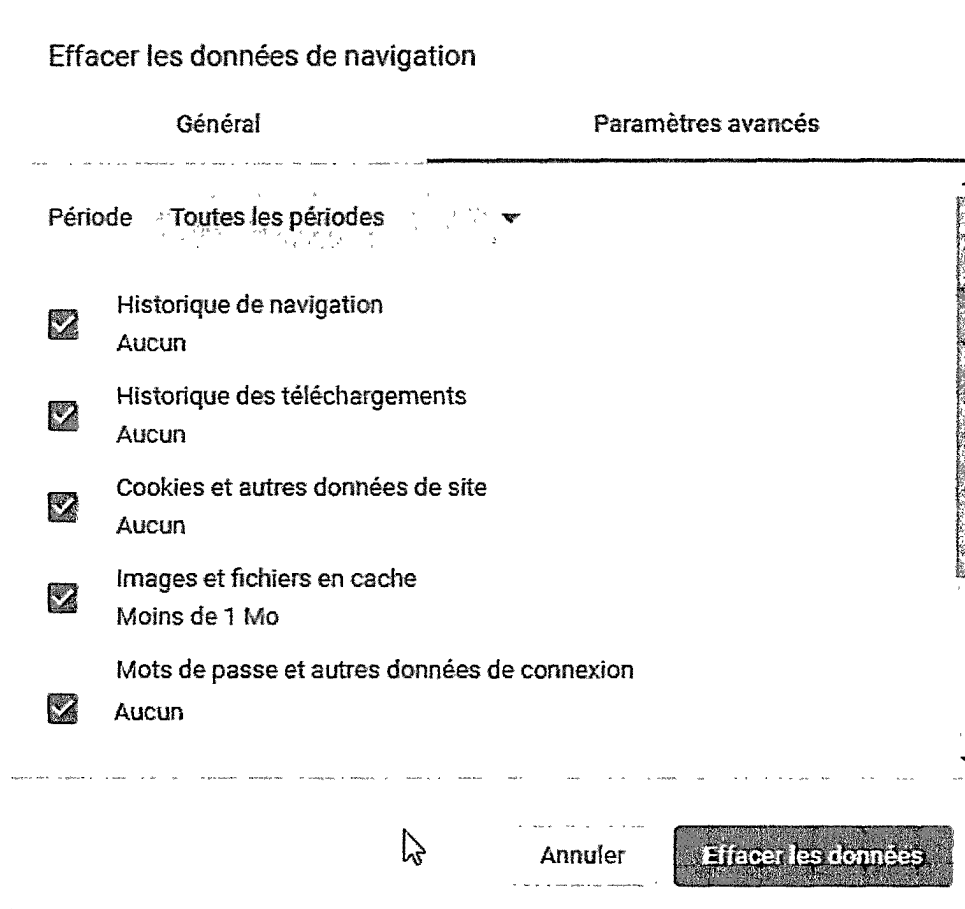 Effacer les données de navigation
Général Paramètres avancés
Période Toutes les périodes
Historique de navigation
Aucun
Historique des téléchargements
Aucun
Cookies et autres données de site
Aucun
Images et fichiers en cache
Moins de 1 Mo
Mots de passe et autres données de connexion
Aucun
Annuler Effacer les données